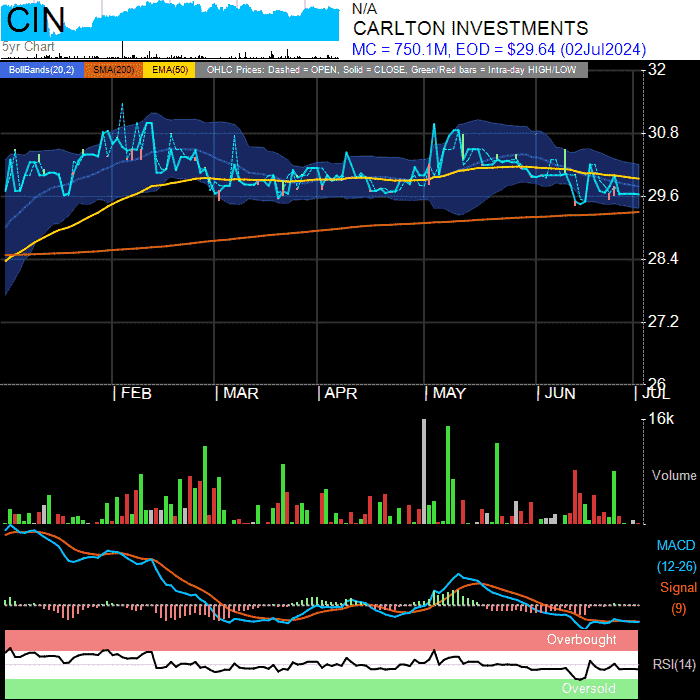 CIN
5yr Chart
N/A
CARLTON INVESTMENTS
MC = 750.1M, EOD = $29.64 (02Jul2024)
BollBands(20,2) SMA(200) EMA(50) OHLC Prices: Dashed = OPEN, Solid = CLOSE, Green/Red bars = Intra-day HIGH/LOW
32
30.8
29.6
28.4
27.2
26
FEB MAR APR MAY JUN JUL
16k
Volume
MACD
(12-26)
Signal
(9)
Overbought
RSI(14)
Oversold